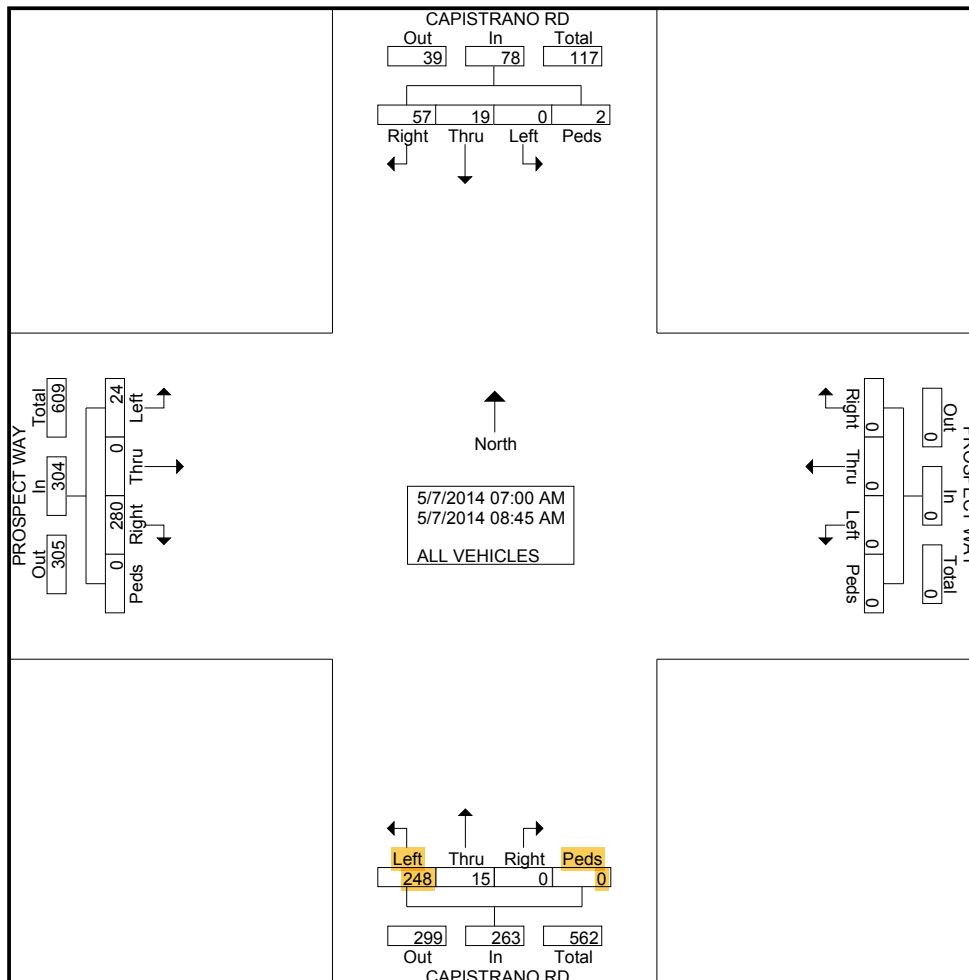 CAPISTRANO RD
Out In Total
39 78 117
57 19 0 2
Right Thru Left Peds
PROSPECT WAY
Total In Out
609 304 305
24 0 280 0
Left Thru Right Peds
North
5/7/2014 07:00 AM
5/7/2014 08:45 AM
ALL VEHICLES
Right Thru Left Peds
0 0 0 0
Out In Total
0 0 0
PROSPECT WAY
Left Thru Right Peds
248 15 0 0
299 263 562
Out In Total
CAPISTRANO RD